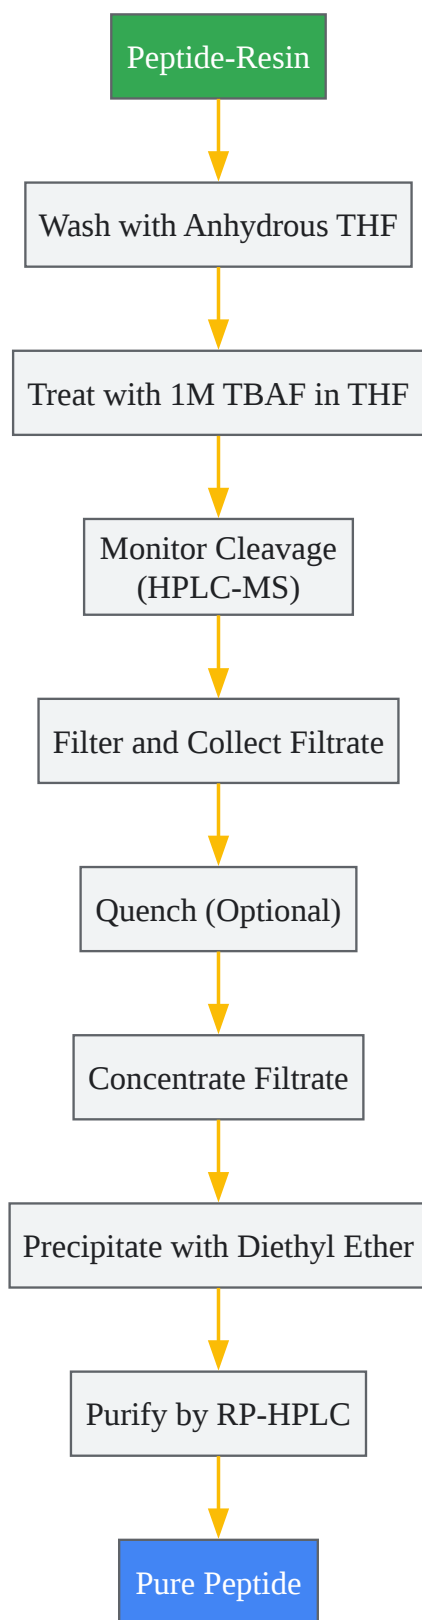 Peptide-Resin
Wash with Anhydrous THF
Treat with 1M TBAF in THF
Monitor Cleavage
(HPLC-MS)
Filter and Collect Filtrate
Quench (Optional)
Concentrate Filtrate
Precipitate with Diethyl Ether
Purify by RP-HPLC
Pure Peptide